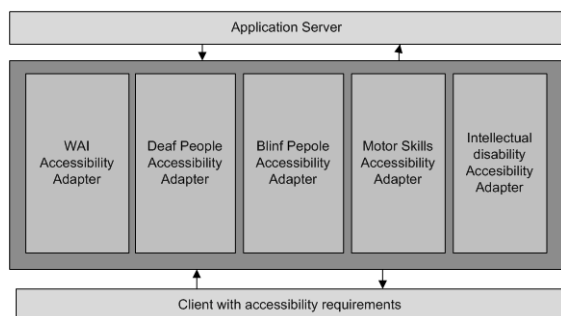 Application Server
WAI
Accessibility
Adapter
Deaf People
Accessibility
Adapter
Blinf Pepole
Accessibility
Adapter
Motor Skills
Accessibility
Adapter
Intellectual
disability
Accesibility
Adapter
Client with accessibility requirements